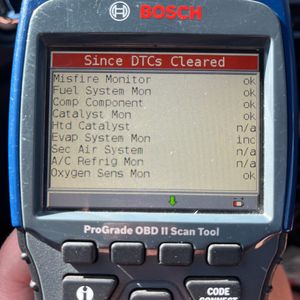 BOSCH
Since DTCs Cleared
Misfire Monitor ok
Fuel System Mon ok
Comp Component ok
Catalyst Mon ok
Htd Catalyst n/a
Evap System Mon inc
Sec Air System n/a
A/C Refrig Mon n/a
Oxygen Sens Mon ok
ProGrade OBD II Scan Tool
i
CODE
CONNECT